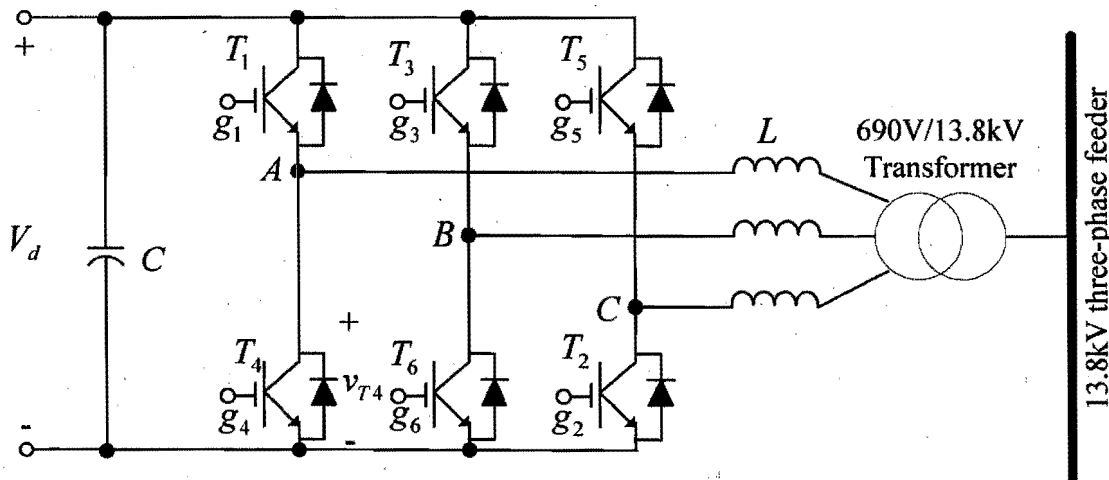 +
T1
T3
T5
g1
g3
g5
L
690V/13.8kV
Transformer
A
B
C
Vd
C
+
T4
vT4
T6
T2
g4
g6
g2
-
-
13.8kV three-phase feeder